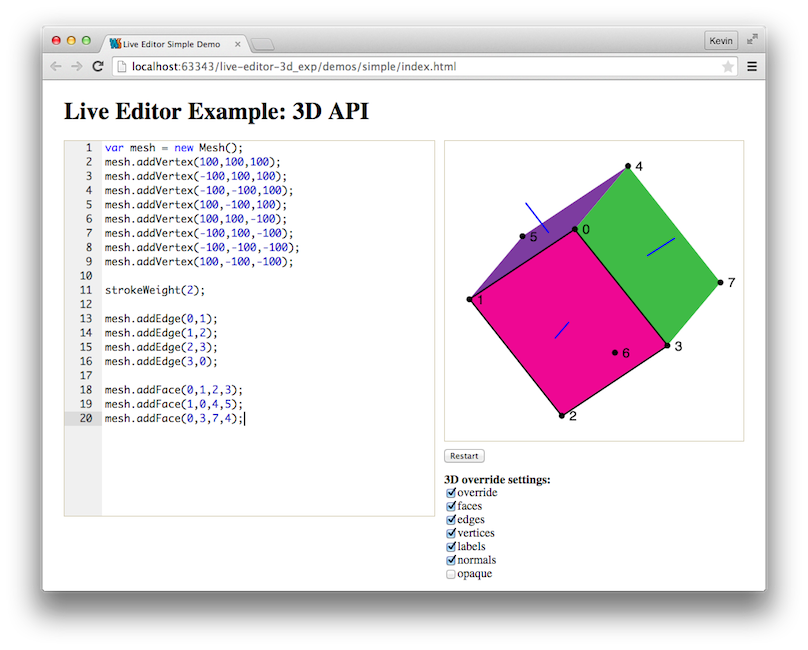 Live Editor Simple Demo
Kevin
localhost:63343/live-editor-3d_exp/demos/simple/index.html
Live Editor Example: 3D API
1 var mesh = new Mesh();
2 mesh.addVertex(100,100,100);
3 mesh.addVertex(-100,100,100);
4 mesh.addVertex(-100,-100,100);
5 mesh.addVertex(100,-100,100);
6 mesh.addVertex(100,100,-100);
7 mesh.addVertex(-100,100,-100);
8 mesh.addVertex(-100,-100,-100);
9 mesh.addVertex(100,-100,-100);
10
11 strokeWeight(2);
12
13 mesh.addEdge(0,1);
14 mesh.addEdge(1,2);
15 mesh.addEdge(2,3);
16 mesh.addEdge(3,0);
17
18 mesh.addFace(0,1,2,3);
19 mesh.addFace(1,0,4,5);
20 mesh.addFace(0,3,7,4);
4
0
5
7
1
3
6
2
Restart
3D override settings:
override
faces
edges
vertices
labels
normals
opaque